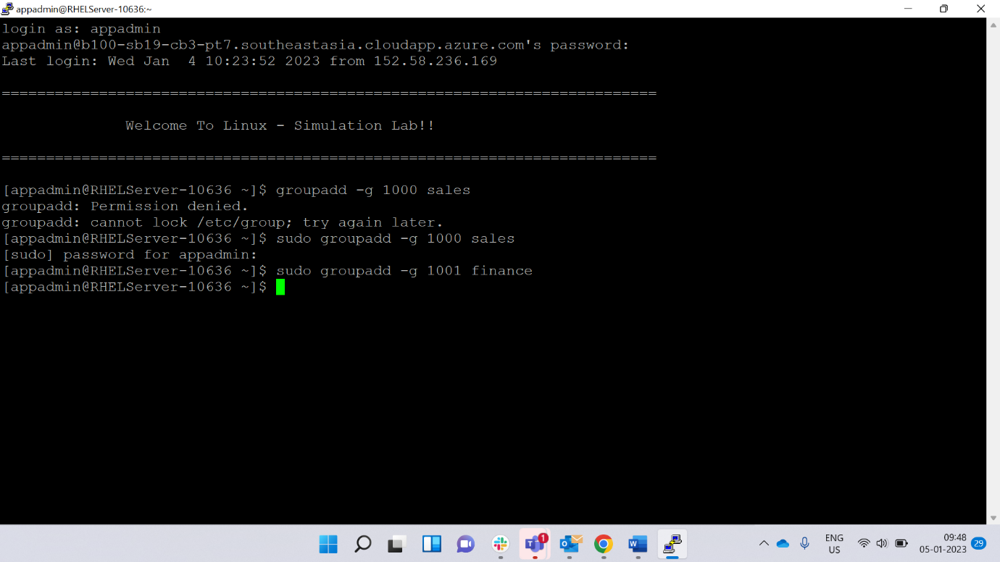 appadmin@RHELServer-10636:~
login as: appadmin
appadmin@b100-sb19-cb3-pt7.southeastasia.cloudapp.azure.com's password:
Last login: Wed Jan  4 10:23:52 2023 from 152.58.236.169
==========================================================================
Welcome To Linux - Simulation Lab!!
==========================================================================
[appadmin@RHELServer-10636 ~]$ groupadd -g 1000 sales
groupadd: Permission denied.
groupadd: cannot lock /etc/group; try again later.
[appadmin@RHELServer-10636 ~]$ sudo groupadd -g 1000 sales
[sudo] password for appadmin:
[appadmin@RHELServer-10636 ~]$ sudo groupadd -g 1001 finance
[appadmin@RHELServer-10636 ~]$
1
ENG
US
09:48
05-01-2023
29